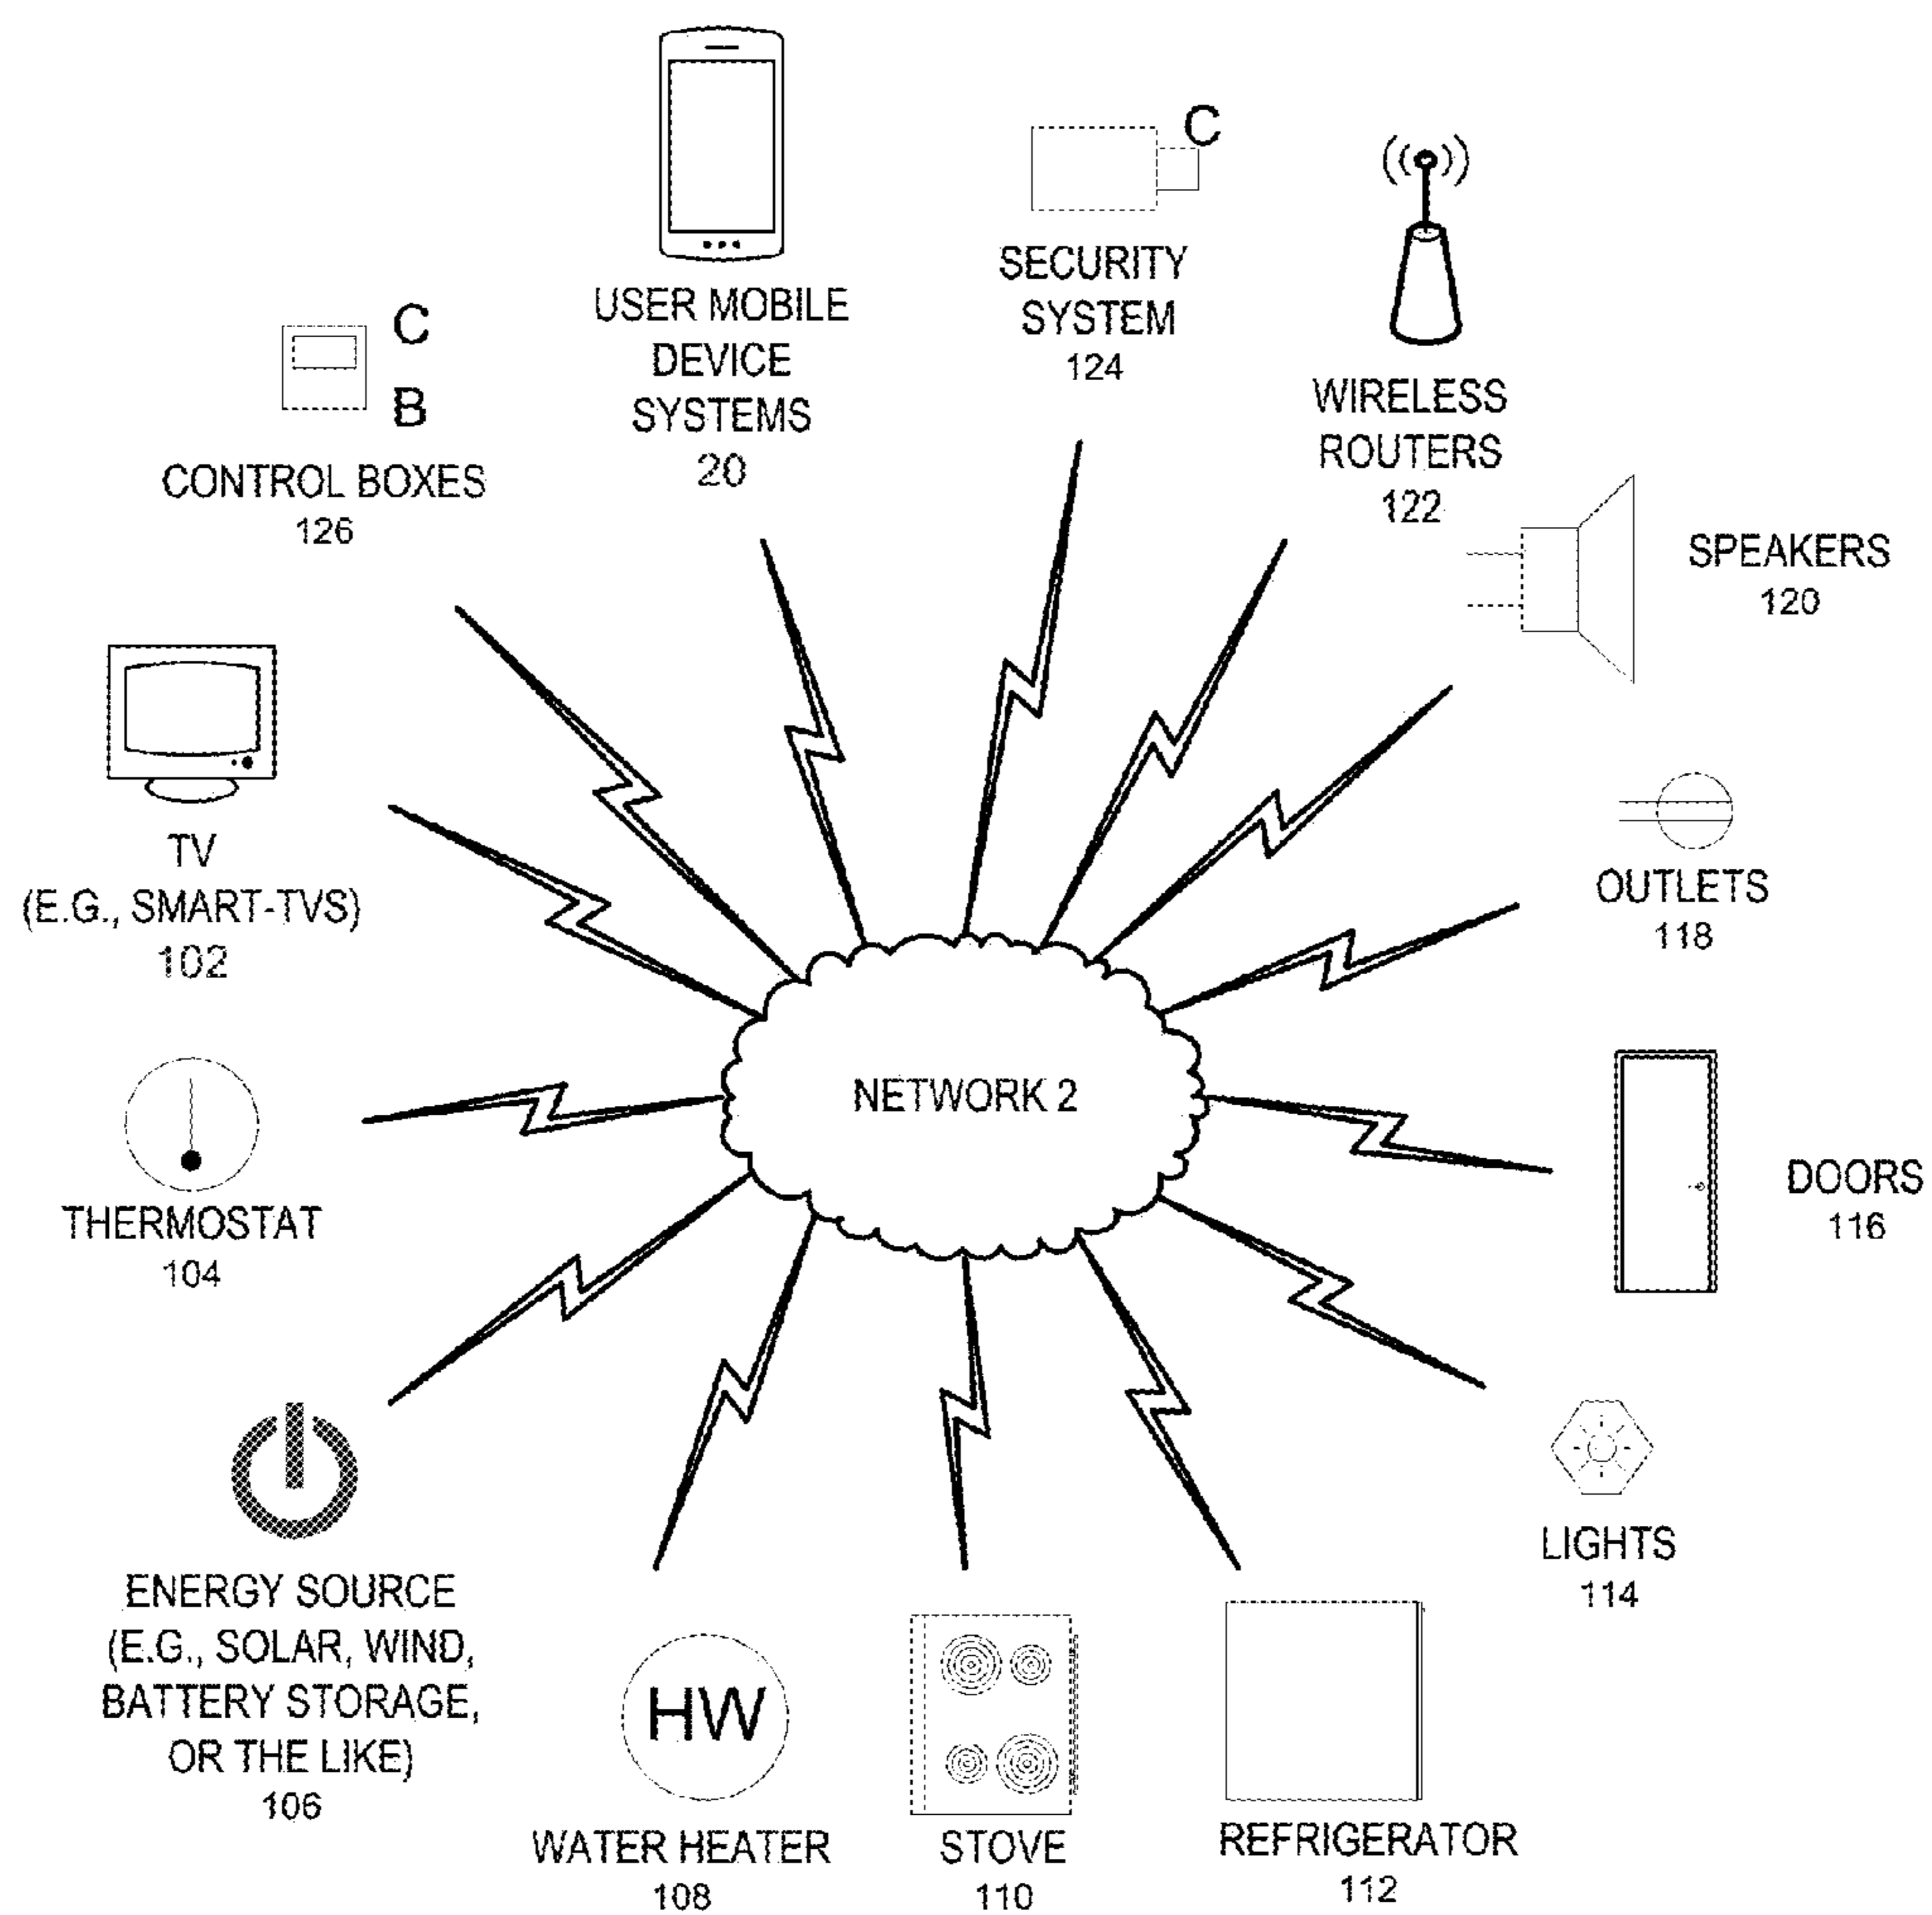 C
B
CONTROL BOXES
126
USER MOBILE
DEVICE
SYSTEMS
20
C
SECURITY
SYSTEM
124
WIRELESS
ROUTERS
122
SPEAKERS
120
OUTLETS
118
DOORS
116
LIGHTS
114
REFRIGERATOR
112
STOVE
110
HW
WATER HEATER
108
ENERGY SOURCE
(E.G., SOLAR, WIND,
BATTERY STORAGE,
OR THE LIKE)
106
THERMOSTAT
104
TV
(E.G., SMART-TVS)
102
NETWORK 2